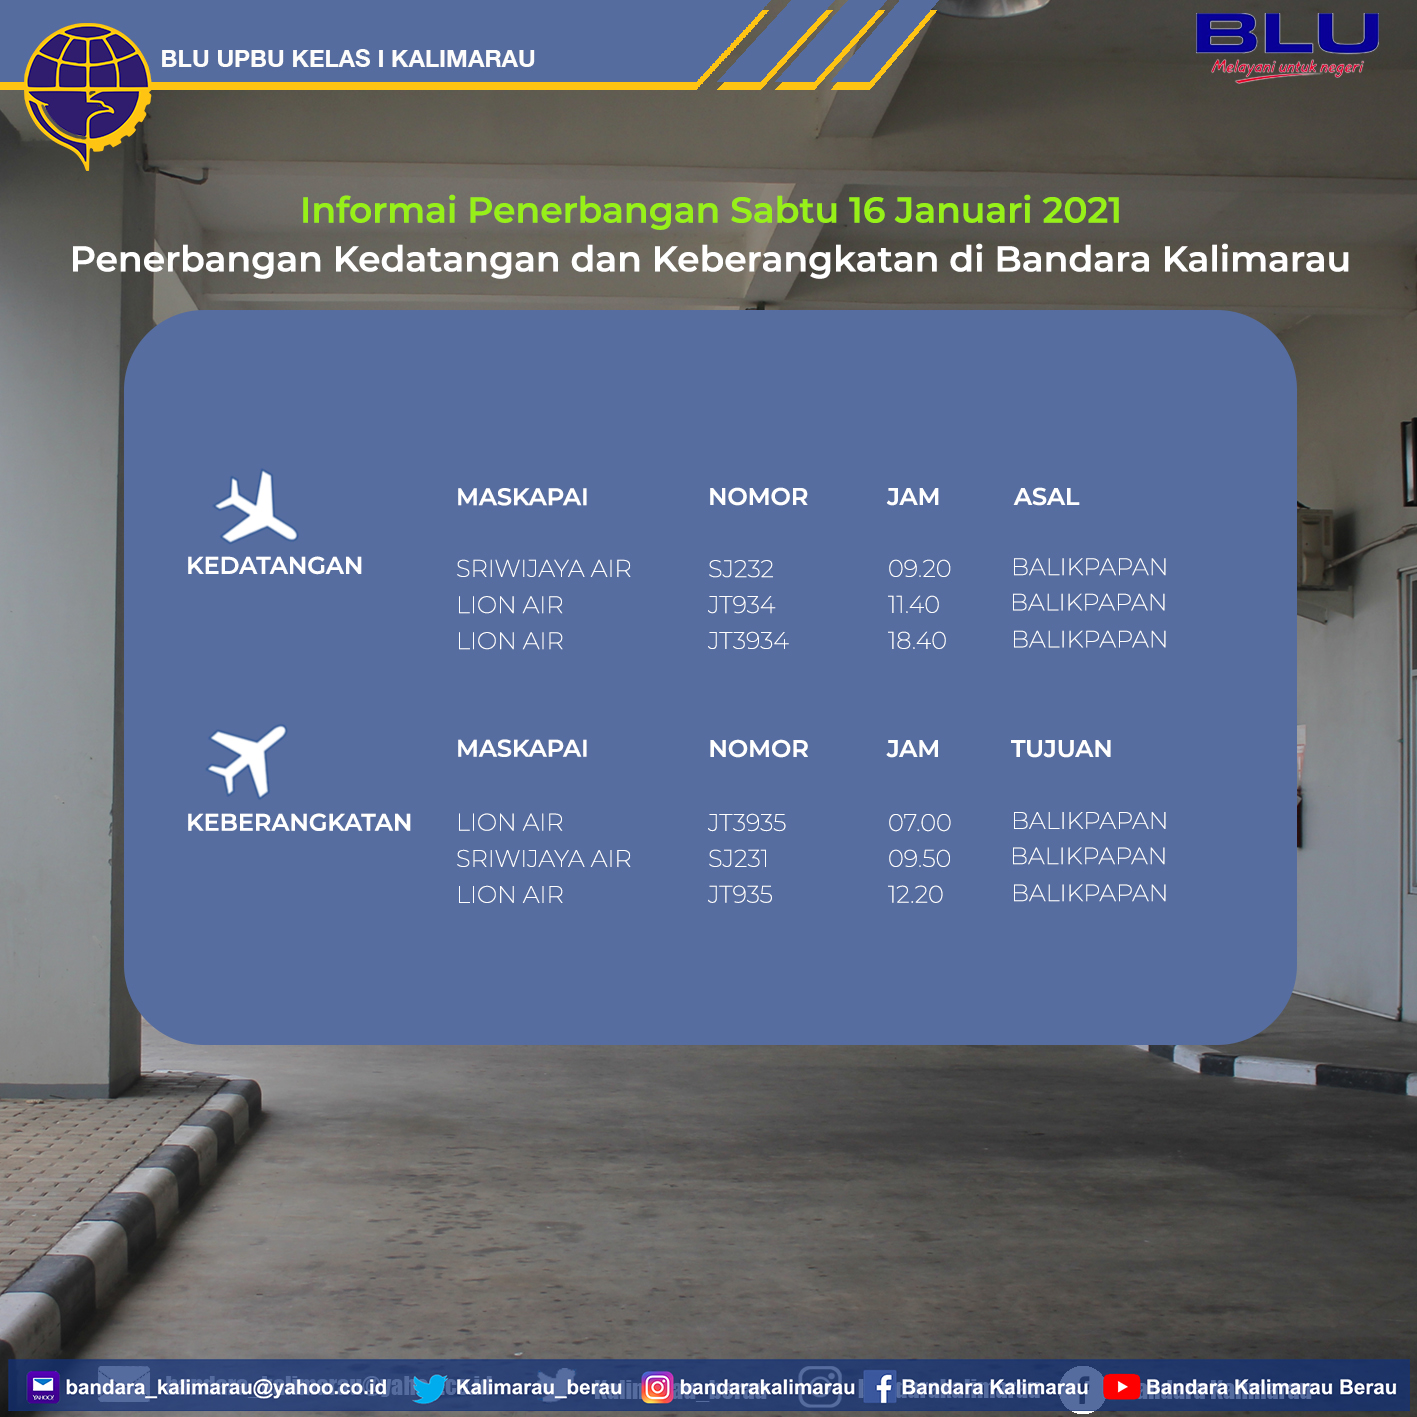 BLU UPBU KELAS I KALIMARAU
BLU
Melayani untuk negeri
Informai Penerbangan Sabtu 16 Januari 2021
Penerbangan Kedatangan dan Keberangkatan di Bandara Kalimarau
KEDATANGAN
MASKAPAI NOMOR JAM ASAL
SRIWIJAYA AIR SJ232 09.20 BALIKPAPAN
LION AIR JT934 11.40 BALIKPAPAN
LION AIR JT3934 18.40 BALIKPAPAN
KEBERANGKATAN
MASKAPAI NOMOR JAM TUJUAN
LION AIR JT3935 07.00 BALIKPAPAN
SRIWIJAYA AIR SJ231 09.50 BALIKPAPAN
LION AIR JT935 12.20 BALIKPAPAN
YAHOO! bandara_kalimarau@yahoo.co.id Kalimarau_berau bandarakalimarau Bandara Kalimarau Bandara Kalimarau Berau